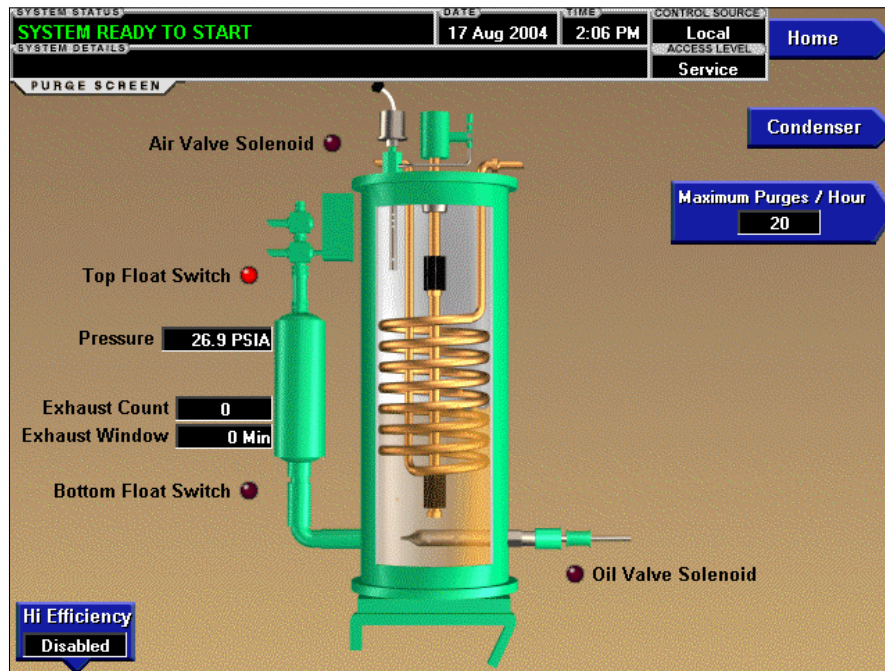 SYSTEM STATUS
SYSTEM READY TO START
DATE
17 Aug 2004
TIME
2:06 PM
CONTROL SOURCE
Local
ACCESS LEVEL
Service
Home
SYSTEM DETAILS
PURGE SCREEN
Air Valve Solenoid
Condenser
Maximum Purges / Hour
20
Top Float Switch
Pressure 26.9 PSIA
Exhaust Count 0
Exhaust Window 0 Min
Bottom Float Switch
Oil Valve Solenoid
Hi Efficiency
Disabled